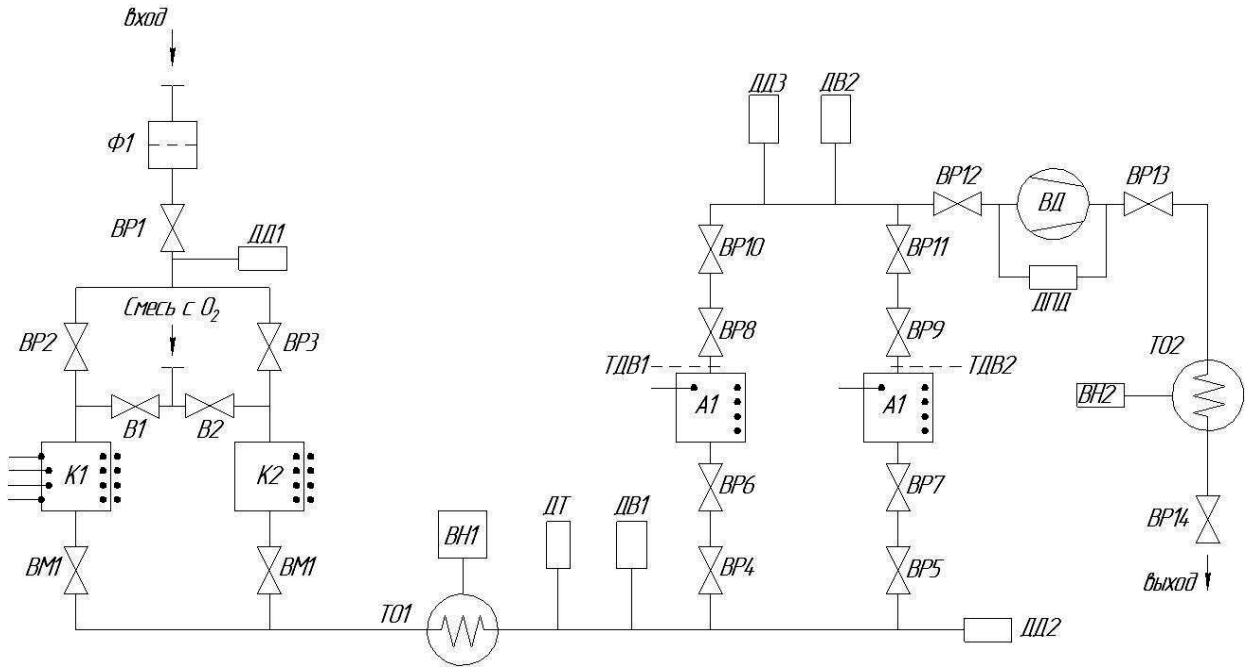 вход
Ф1
ВР1
ДД1
Смесь с О2
ВР2
ВР3
В1
В2
К1
К2
ВМ1
ВМ1
ВН1
ТО1
ДТ
ДВ1
ДД3
ДВ2
ВР10
ВР11
ВР8
ВР9
ТДВ1
ТДВ2
А1
А1
ВР6
ВР7
ВР4
ВР5
ДД2
ВР12
ВД
ВР13
ДПД
ТО2
ВН2
ВР14
выход